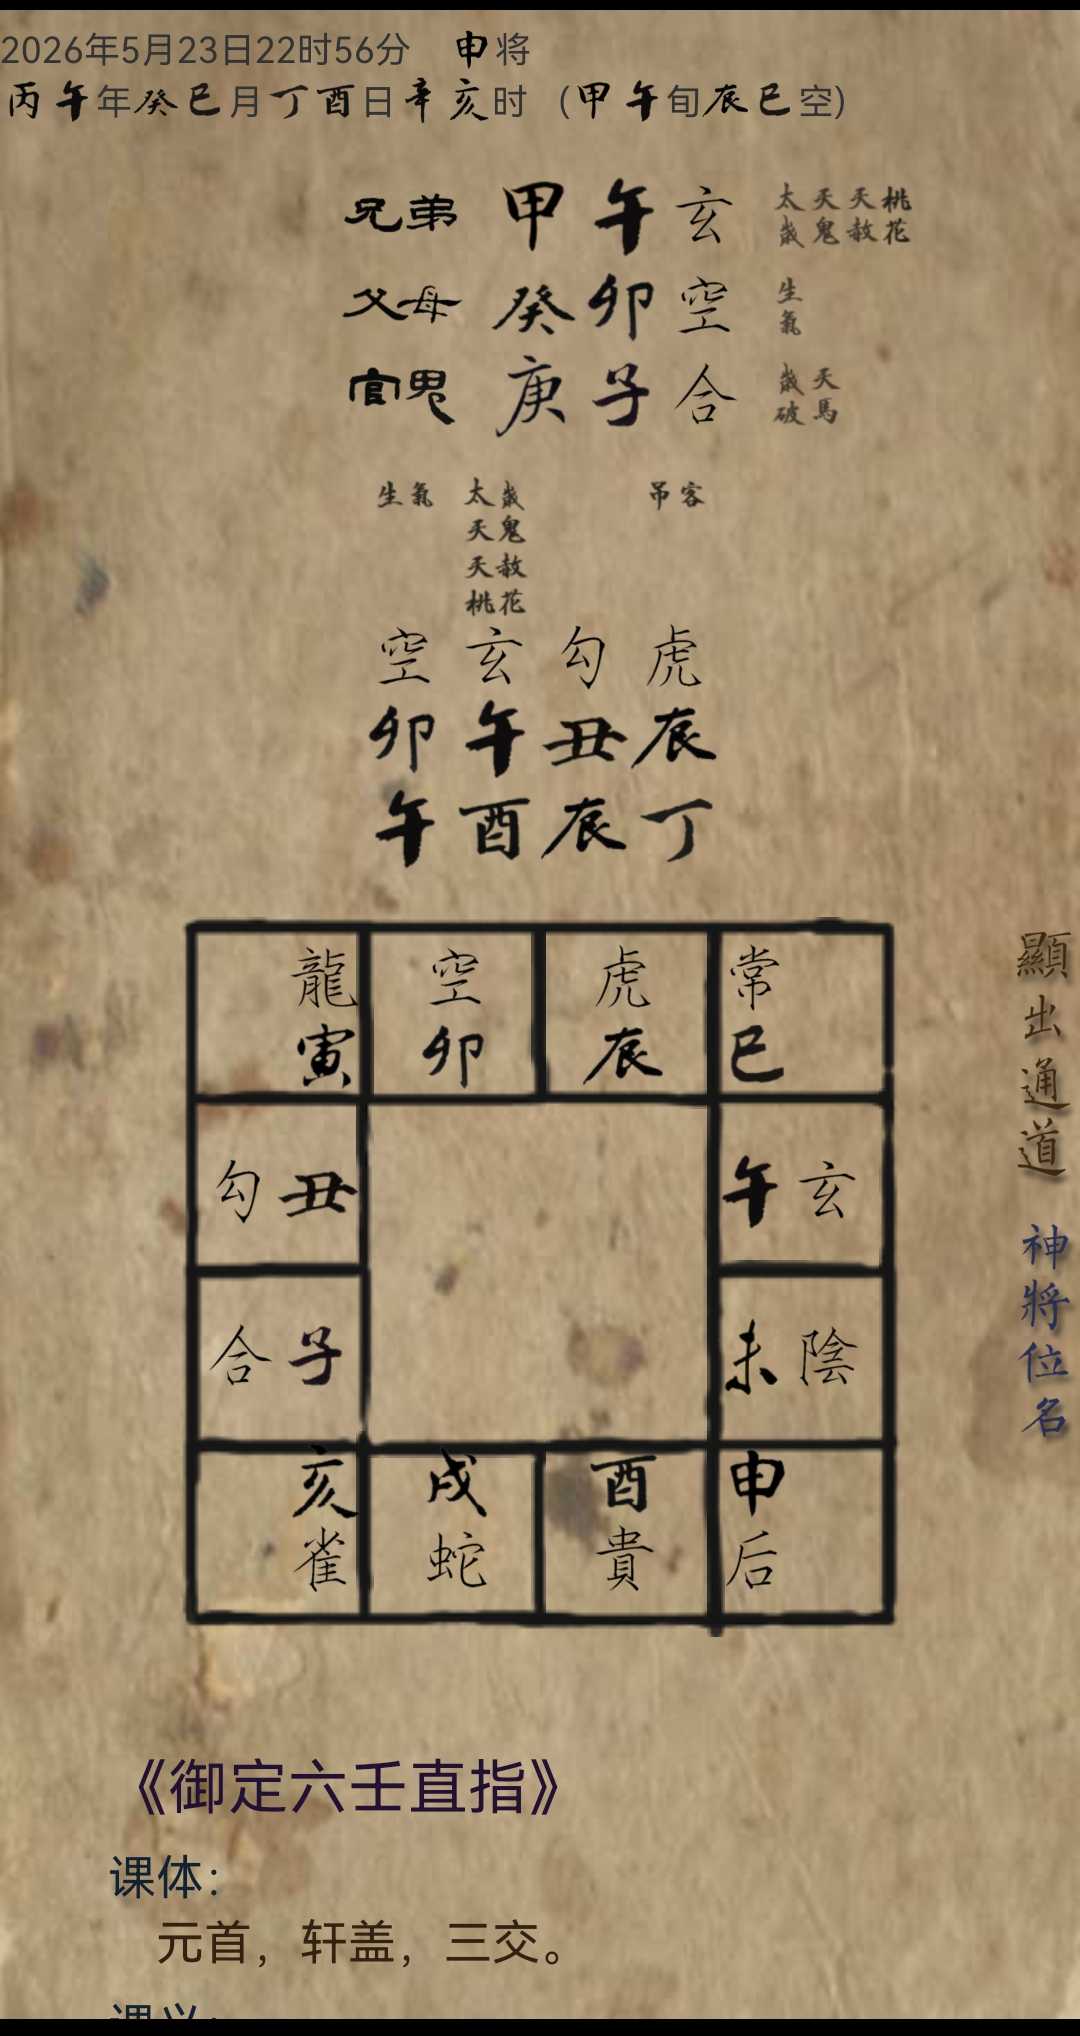 2026年5月23日22时56分 申将
丙午年癸巳月丁酉日辛亥时 (甲午旬辰巳空)
兄弟 甲午玄 太歲 天鬼 天赦 桃花
父母 癸卯空 生氣
官鬼 庚子合 歲破 天馬
生氣 太歲 吊客
天鬼
天赦
桃花
空玄勾虎
卯午丑辰
午酉辰丁
龍 空 虎 常
寅 卯 辰 巳
勾丑 午玄
合子 未陰
亥 戌 酉 申
雀 蛇 貴 后
顯出通道
神將位名
《御定六壬直指》
课体：
元首，轩盖，三交。